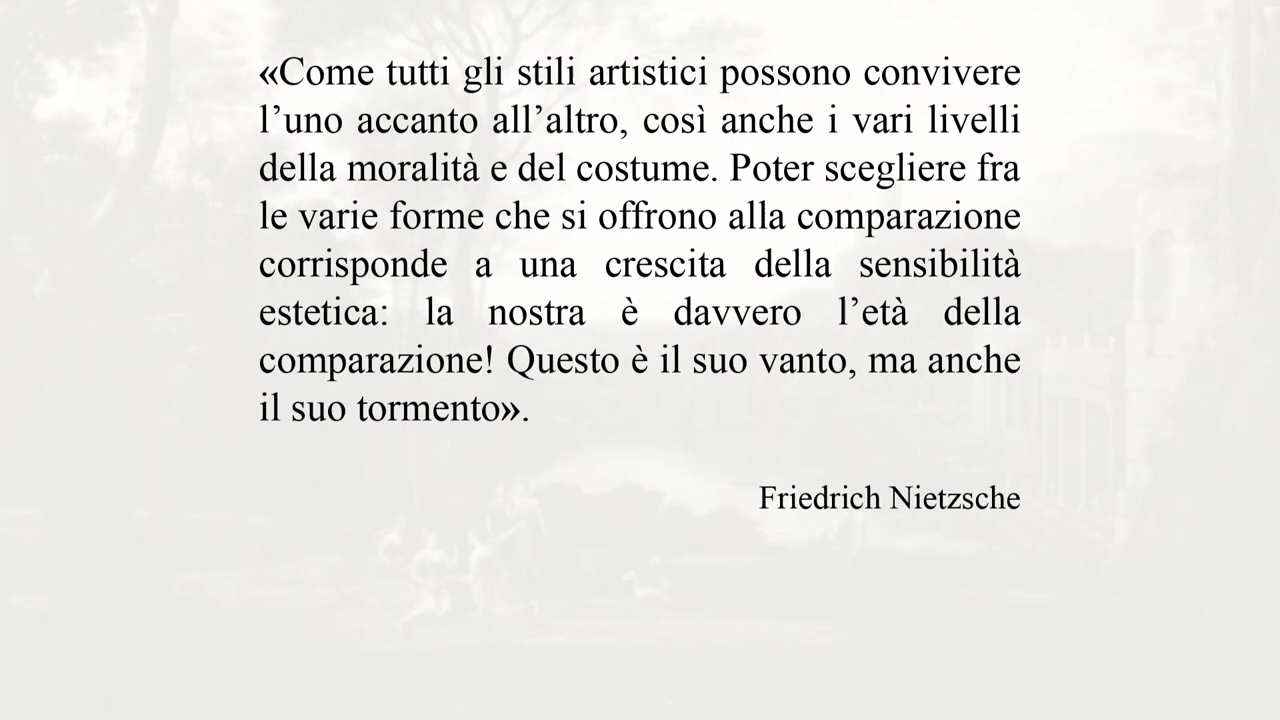 «Come tutti gli stili artistici possono convivere
l’uno accanto all’altro, così anche i vari livelli
della moralità e del costume. Poter scegliere fra
le varie forme che si offrono alla comparazione
corrisponde a una crescita della sensibilità
estetica: la nostra è davvero l’età della
comparazione! Questo è il suo vanto, ma anche
il suo tormento».
Friedrich Nietzsche